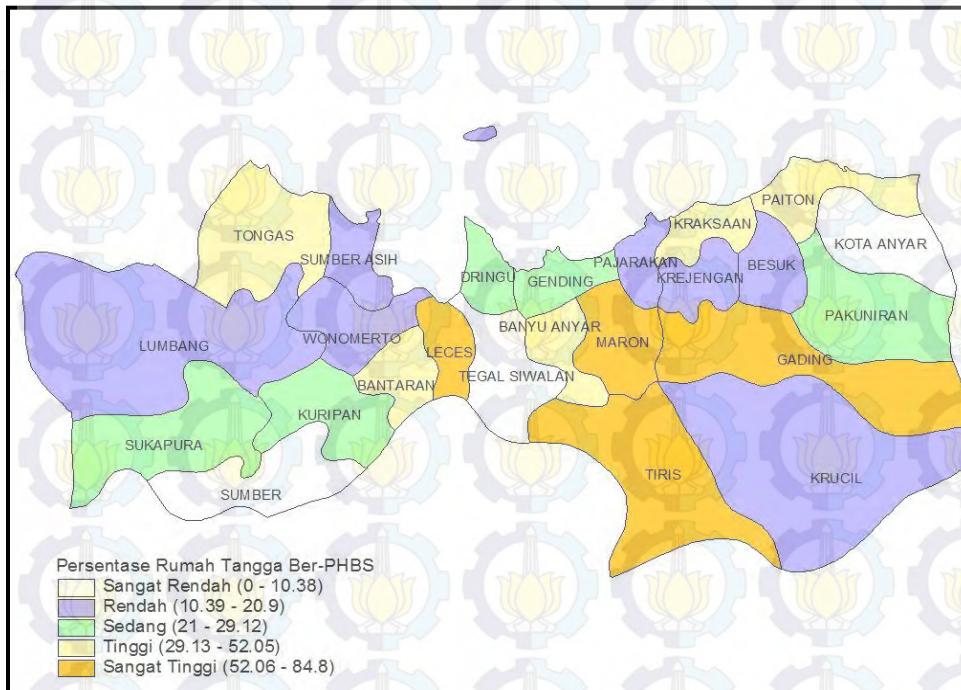 PAITON
KRAKSAAN
TONGAS
KOTA ANYAR
SUMBER ASIH
PAJARAKAN
BESUK
DRINGU
GENDING
KREJENGAN
PAKUNIRAN
BANYU ANYAR
WONOMERTO
MARON
LUMBANG
LECES
GADING
TEGAL SIWALAN
BANTARAN
KURIPAN
SUKAPURA
TIRIS
KRUCIL
SUMBER
Persentase Rumah Tangga Ber-PHBS
Sangat Rendah (0 - 10.38)
Rendah (10.39 - 20.9)
Sedang (21 - 29.12)
Tinggi (29.13 - 52.05)
Sangat Tinggi (52.06 - 84.8)